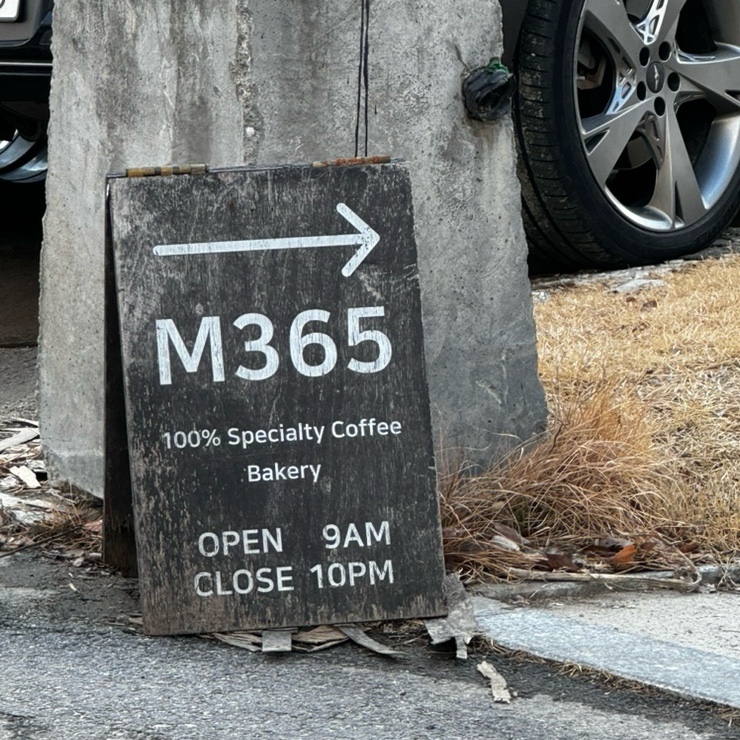 M365
100% Specialty Coffee
Bakery
OPEN 9AM
CLOSE 10PM